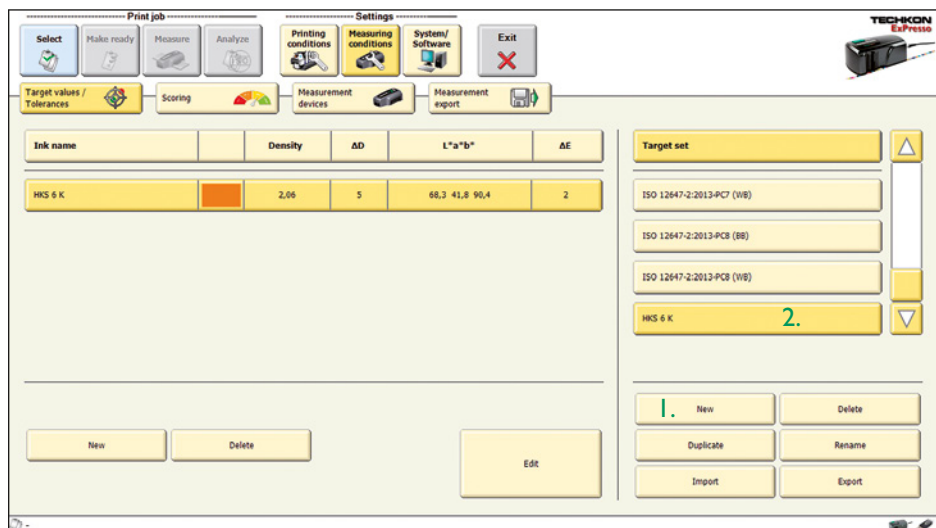 Print job
Settings
TECHKON
ExPresso
Select
Make ready
Measure
Analyze
Printing
conditions
Measuring
conditions
System/
Software
Exit
Target values /
Tolerances
Scoring
Measurement
devices
Measurement
export
Ink name
Density
ΔD
L*a*b*
ΔE
HKS 6 K
2,06
5
68,3 41,8 90,4
2
Target set
ISO 12647-2:2013-PC7 (WB)
ISO 12647-2:2013-PC8 (BB)
ISO 12647-2:2013-PC8 (WB)
HKS 6 K
2.
1.
New
Delete
Duplicate
Rename
Import
Export
New
Delete
Edit
-